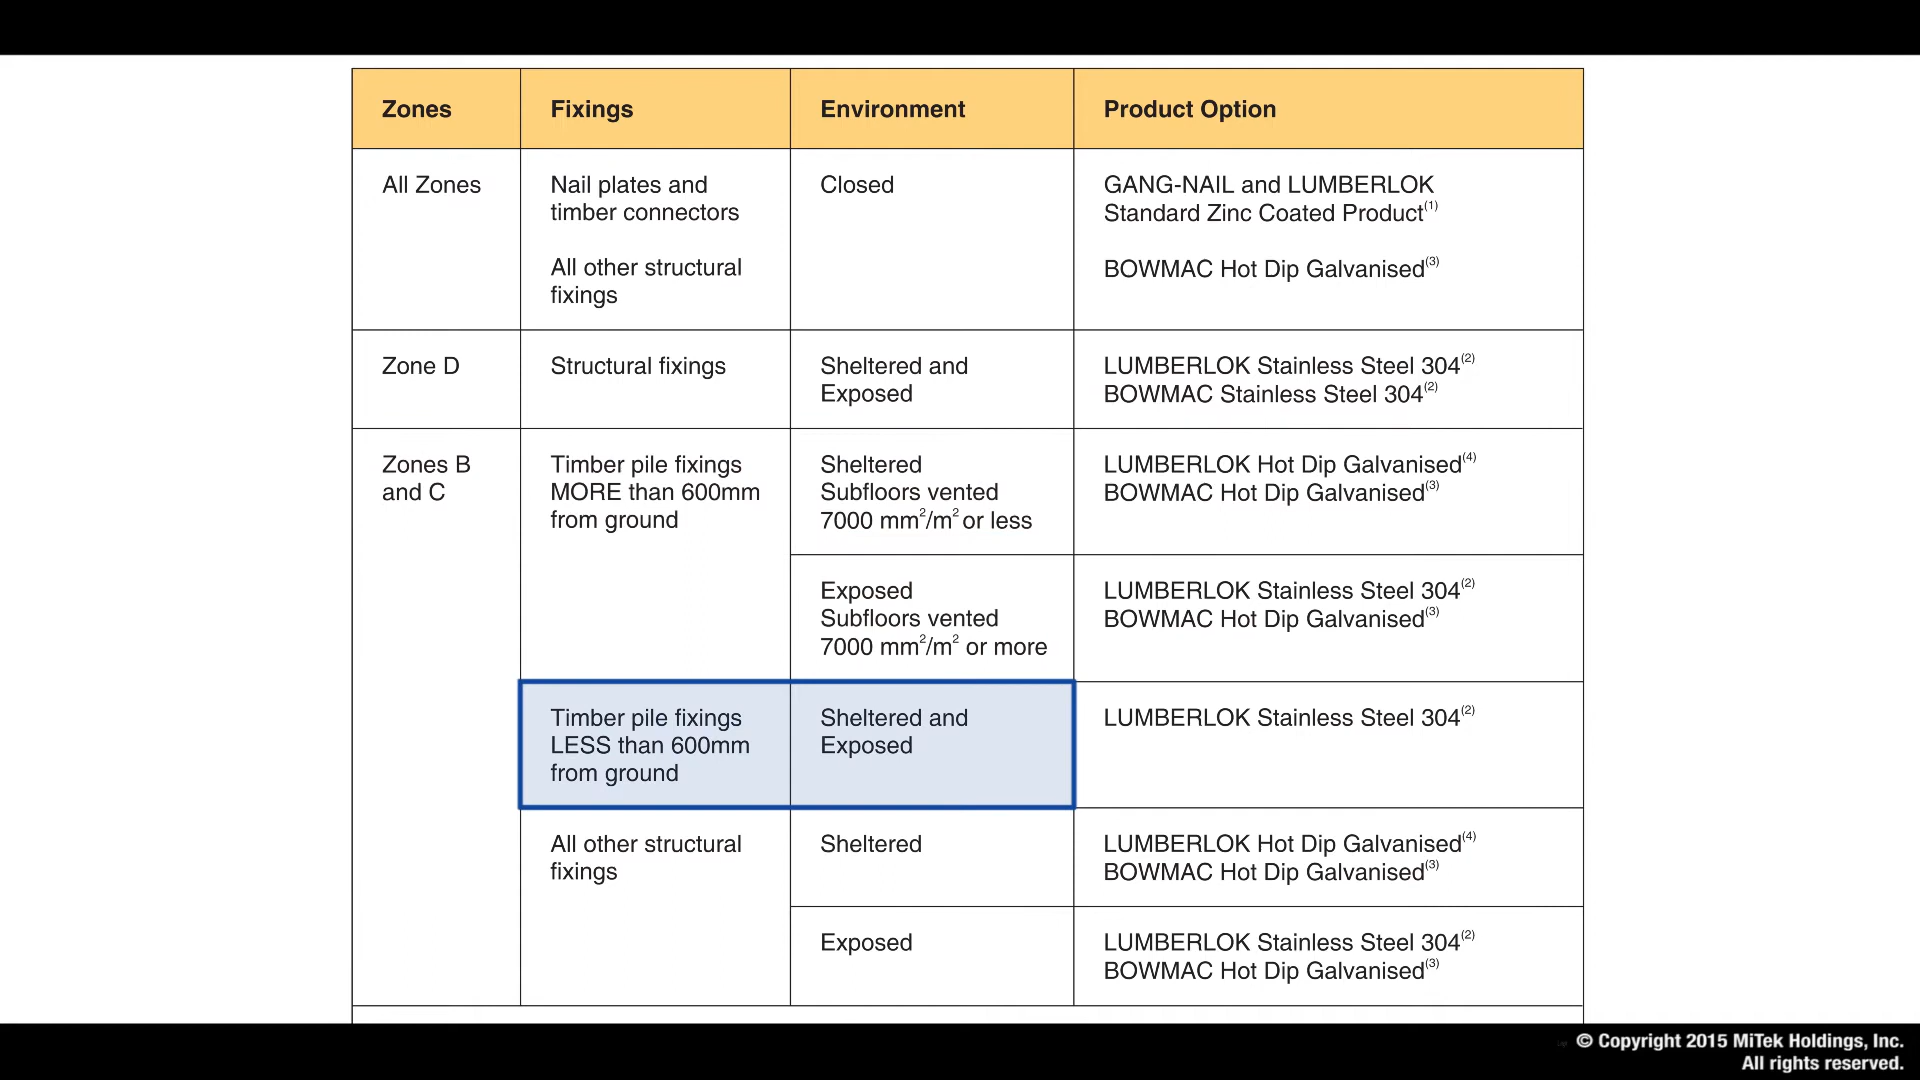 Zones Fixings Environment Product Option
All Zones
Nail plates and
timber connectors
All other structural
fixings
Closed
GANG-NAIL and LUMBERLOK
Standard Zinc Coated Product(1)
BOWMAC Hot Dip Galvanised(3)
Zone D
Structural fixings
Sheltered and
Exposed
LUMBERLOK Stainless Steel 304(2)
BOWMAC Stainless Steel 304(2)
Zones B
and C
Timber pile fixings
MORE than 600mm
from ground
Sheltered
Subfloors vented
7000 mm2/m2 or less
LUMBERLOK Hot Dip Galvanised(4)
BOWMAC Hot Dip Galvanised(3)
Exposed
Subfloors vented
7000 mm2/m2 or more
LUMBERLOK Stainless Steel 304(2)
BOWMAC Hot Dip Galvanised(3)
Timber pile fixings
LESS than 600mm
from ground
Sheltered and
Exposed
LUMBERLOK Stainless Steel 304(2)
All other structural
fixings
Sheltered
LUMBERLOK Hot Dip Galvanised(4)
BOWMAC Hot Dip Galvanised(3)
Exposed
LUMBERLOK Stainless Steel 304(2)
BOWMAC Hot Dip Galvanised(3)
© Copyright 2015 MiTek Holdings, Inc.
All rights reserved.